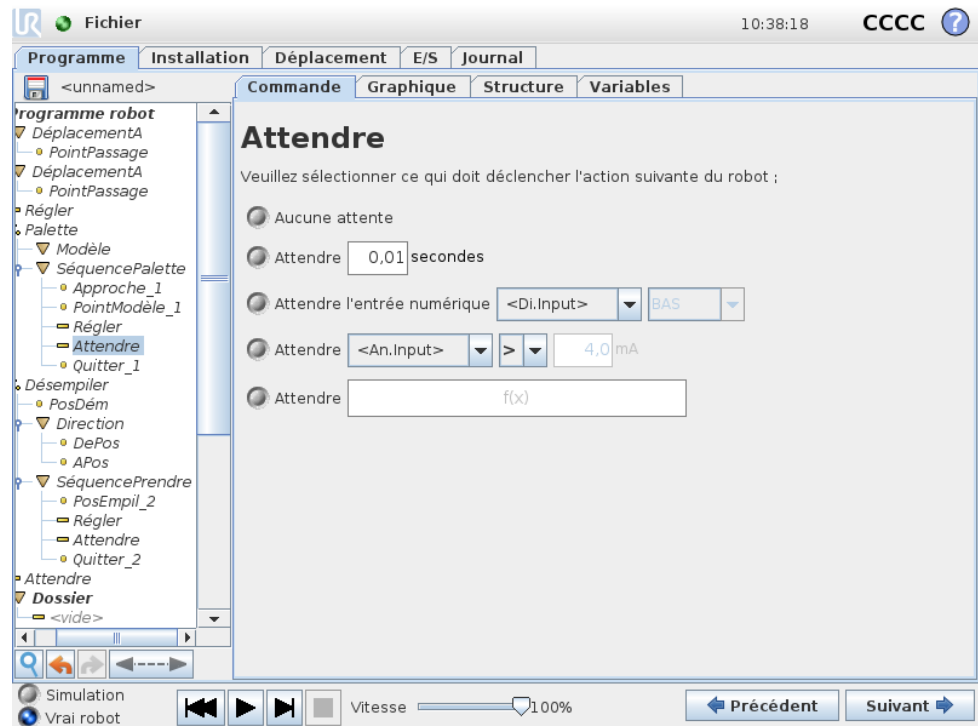 UR Fichier 10:38:18 CCCC ?
Programme Installation Déplacement E/S Journal
<unnamed> Commande Graphique Structure Variables
Programme robot
DéplacementA
PointPassage
DéplacementA
PointPassage
Régler
Palette
Modèle
SéquencePalette
Approche_1
PointModèle_1
Régler
Attendre
Quitter_1
Désempiler
PosDém
Direction
DePos
APos
SéquencePrendre
PosEmpil_2
Régler
Attendre
Quitter_2
Attendre
Dossier
<vide>
Attendre
Veuillez sélectionner ce qui doit déclencher l'action suivante du robot ;
Aucune attente
Attendre 0,01 secondes
Attendre l'entrée numérique <Di.Input> BAS
Attendre <An.Input> > 4,0 mA
Attendre f(x)
Simulation
Vrai robot
Vitesse 100%
Précédent Suivant